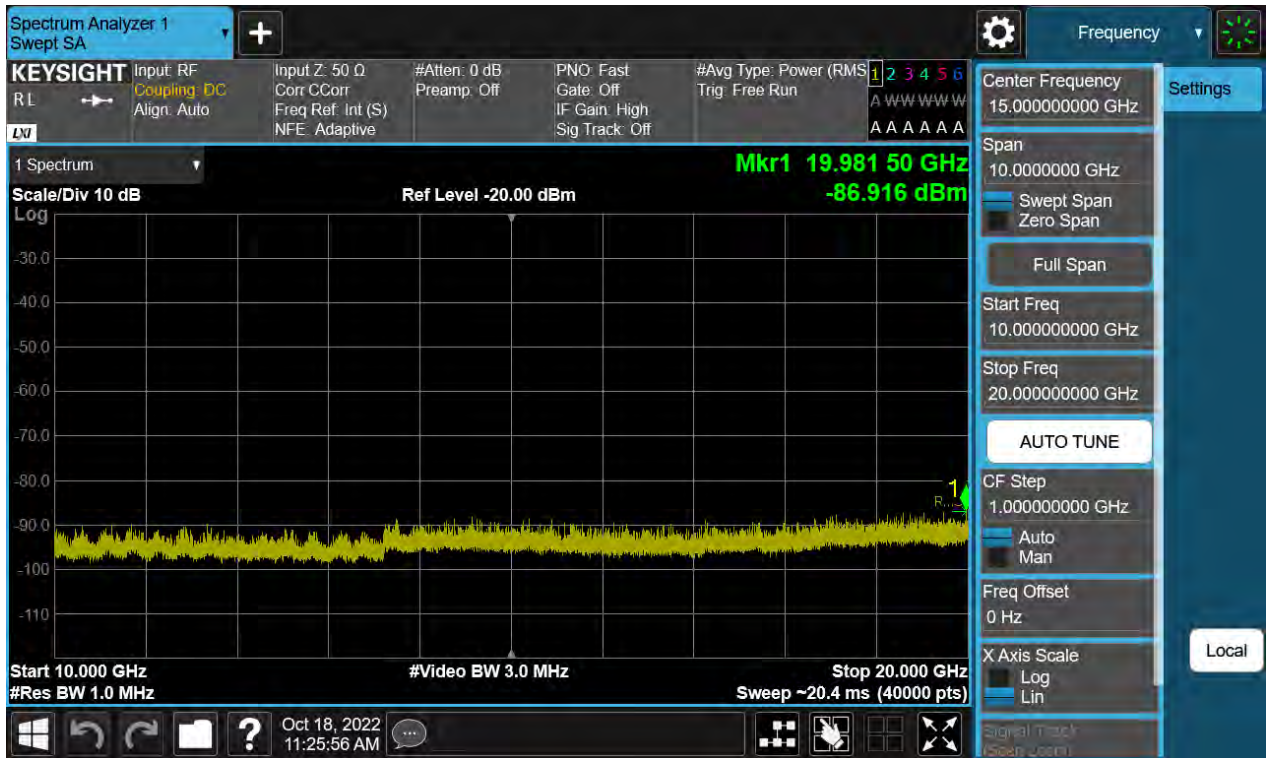 Spectrum Analyzer 1
Swept SA
Frequency
KEYSIGHT
RL
LXI
Input: RF
Coupling: DC
Align: Auto
Input Z: 50 Ω
Corr CCorr
Freq Ref: Int (S)
NFE: Adaptive
#Atten: 0 dB
Preamp: Off
PNO: Fast
Gate: Off
IF Gain: High
Sig Track: Off
#Avg Type: Power (RMS
Trig: Free Run
1 2 3 4 5 6
A W W W W W
A A A A A A
1 Spectrum
Scale/Div 10 dB
Ref Level -20.00 dBm
Mkr1 19.981 50 GHz
-86.916 dBm
Log
-30.0
-40.0
-50.0
-60.0
-70.0
-80.0
-90.0
-100
-110
1
R...
Start 10.000 GHz
#Video BW 3.0 MHz
Stop 20.000 GHz
#Res BW 1.0 MHz
Sweep ~20.4 ms (40000 pts)
Center Frequency
15.000000000 GHz
Span
10.0000000 GHz
Swept Span
Zero Span
Full Span
Start Freq
10.000000000 GHz
Stop Freq
20.000000000 GHz
AUTO TUNE
CF Step
1.000000000 GHz
Auto
Man
Freq Offset
0 Hz
X Axis Scale
Log
Lin
Signal Track
(Span Zoom)
Settings
Local
?
Oct 18, 2022
11:25:56 AM